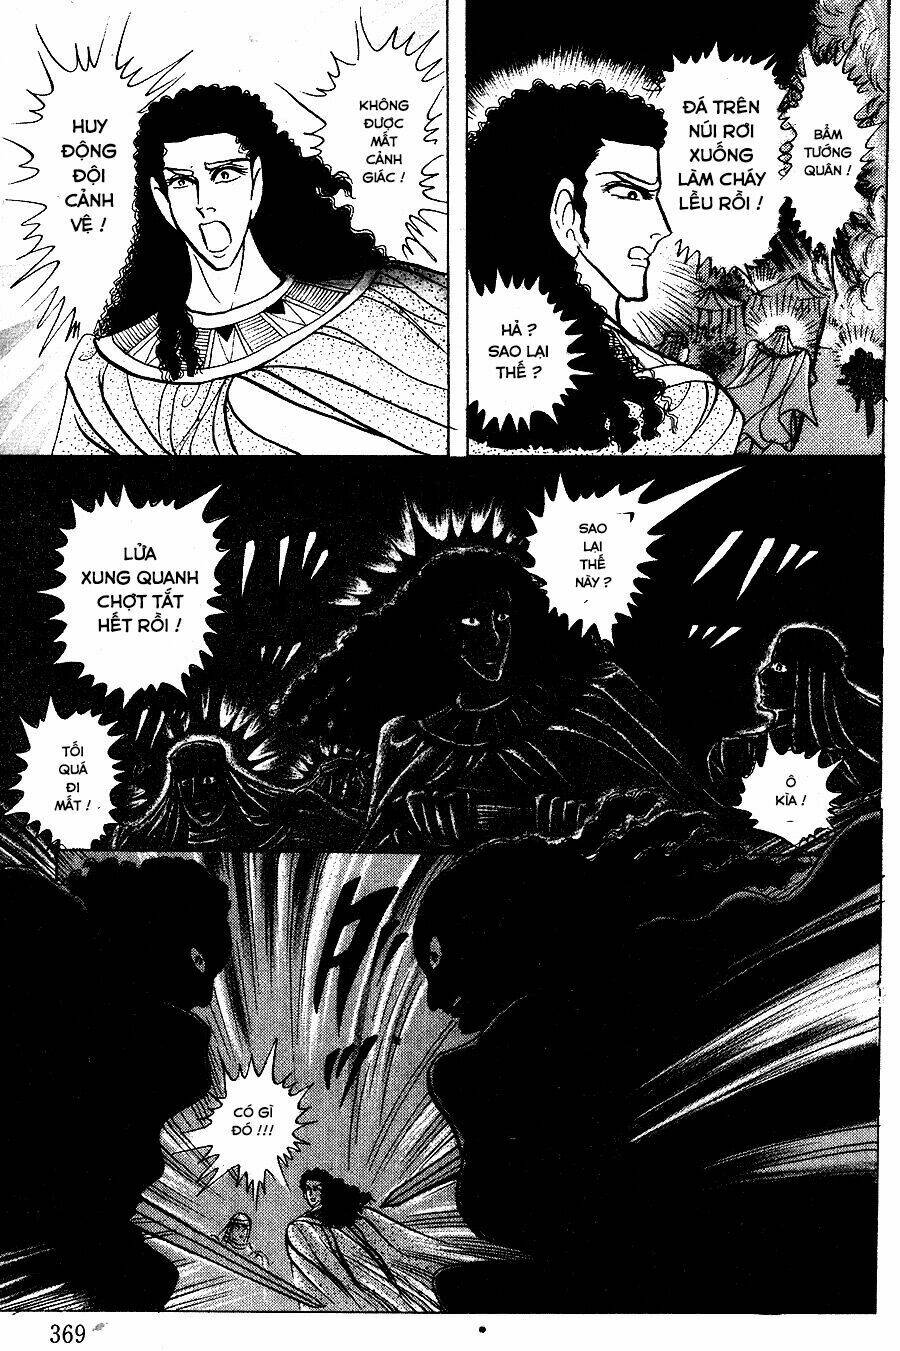 BẨM
TƯỚNG
QUÂN !
ĐÁ TRÊN
NÚI RƠI
XUỐNG
LÀM CHÁY
LỀU RỒI !
HẢ ?
SAO LẠI
THẾ ?
KHÔNG
ĐƯỢC
MẤT
CẢNH
GIÁC !
HUY
ĐỘNG
ĐỘI
CẢNH
VỆ !
SAO
LẠI
THẾ
NÀY ?
LỬA
XUNG QUANH
CHỢT TẮT
HẾT RỒI !
Ô
KÌA !
TỐI
QUÁ
ĐI
MẤT !
CÓ GÌ
ĐÓ !!!
369